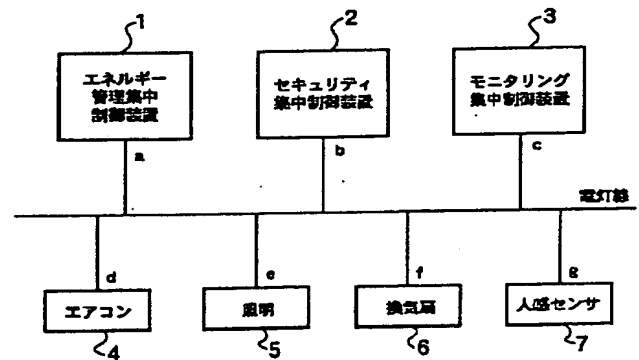 1
2
3
エネルギー
管理集中
制御装置
セキュリティ
集中制御装置
モニタリング
集中制御装置
a
b
c
電灯線
d
e
f
g
エアコン
照明
換気扇
人感センサ
4
5
6
7